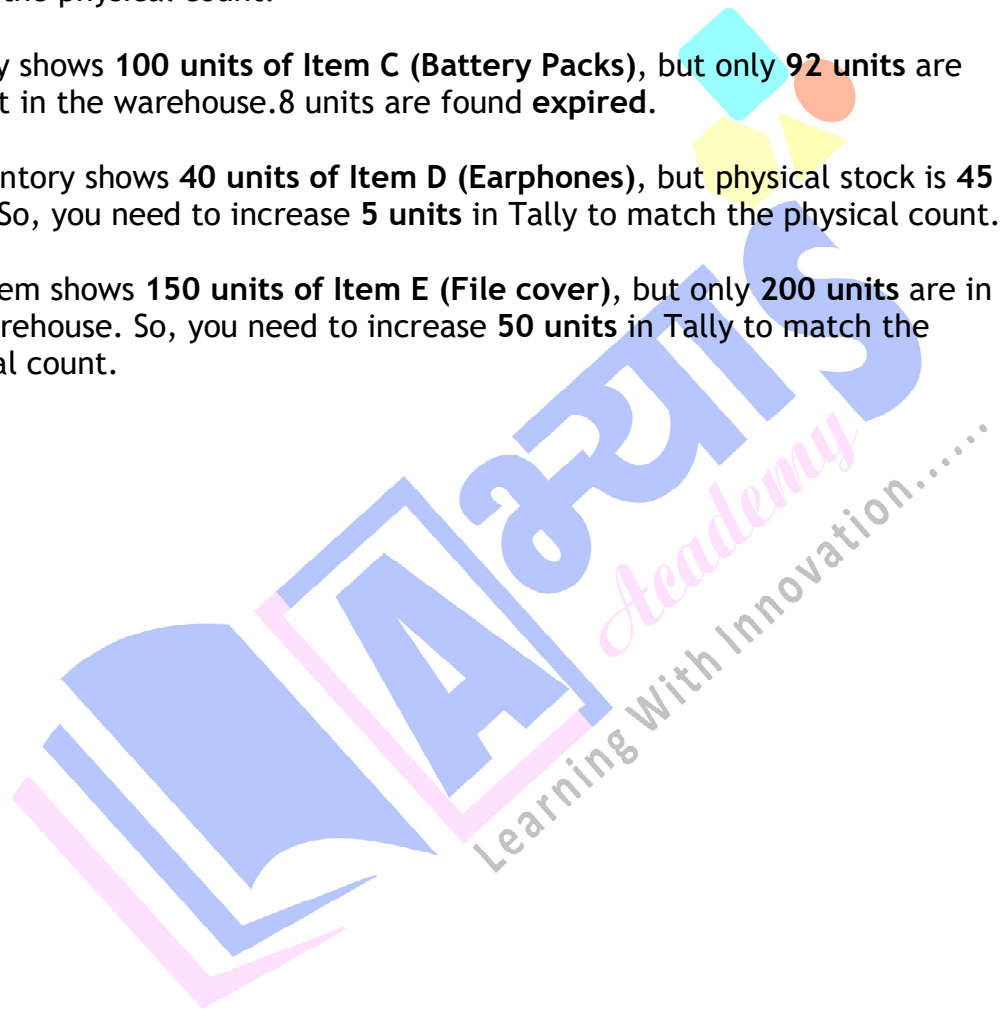 the physical count.
y shows 100 units of Item C (Battery Packs), but only 92 units are
t in the warehouse.8 units are found expired.
ntory shows 40 units of Item D (Earphones), but physical stock is 45
So, you need to increase 5 units in Tally to match the physical count.
em shows 150 units of Item E (File cover), but only 200 units are in
rehouse. So, you need to increase 50 units in Tally to match the
al count.
Aभ्याS
Academy
Learning With Innovation......